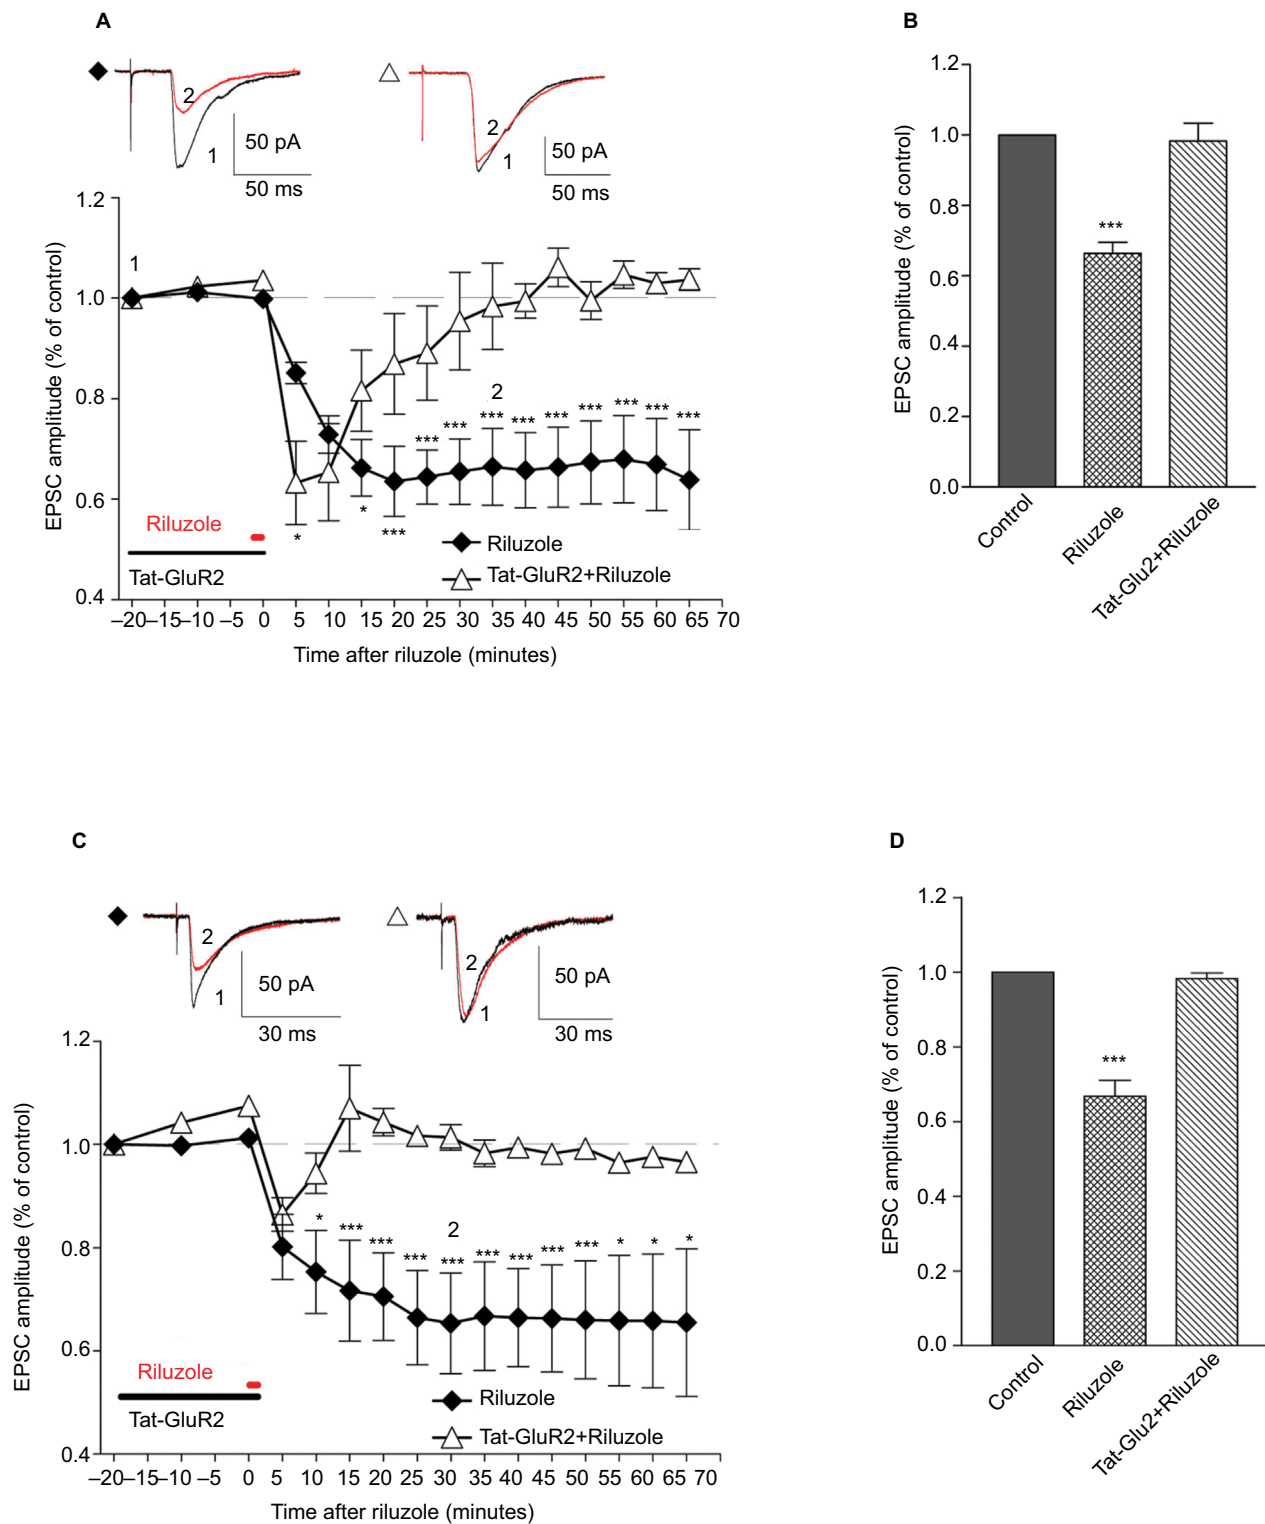 A
2
1
50 pA
50 ms
2
1
50 pA
50 ms
EPSC amplitude (% of control)
1.2
1.0
0.8
0.6
0.4
1
2
*** *** *** *** *** *** *** *** ***
* * ***
Riluzole
Tat-GluR2
Riluzole
Tat-GluR2+Riluzole
–20 –15 –10 –5 0 5 10 15 20 25 30 35 40 45 50 55 60 65 70
Time after riluzole (minutes)
B
EPSC amplitude (% of control)
1.2
1.0
0.8
0.6
0.4
0.2
0.0
***
Control
Riluzole
Tat-Glu2+Riluzole
C
2
1
50 pA
30 ms
2
1
50 pA
30 ms
EPSC amplitude (% of control)
1.2
1.0
0.8
0.6
0.4
2
* *** *** *** *** *** *** *** *** * * *
Riluzole
Tat-GluR2
Riluzole
Tat-GluR2+Riluzole
–20 –15 –10 –5 0 5 10 15 20 25 30 35 40 45 50 55 60 65 70
Time after riluzole (minutes)
D
EPSC amplitude (% of control)
1.2
1.0
0.8
0.6
0.4
0.2
0.0
***
Control
Riluzole
Tat-Glu2+Riluzole